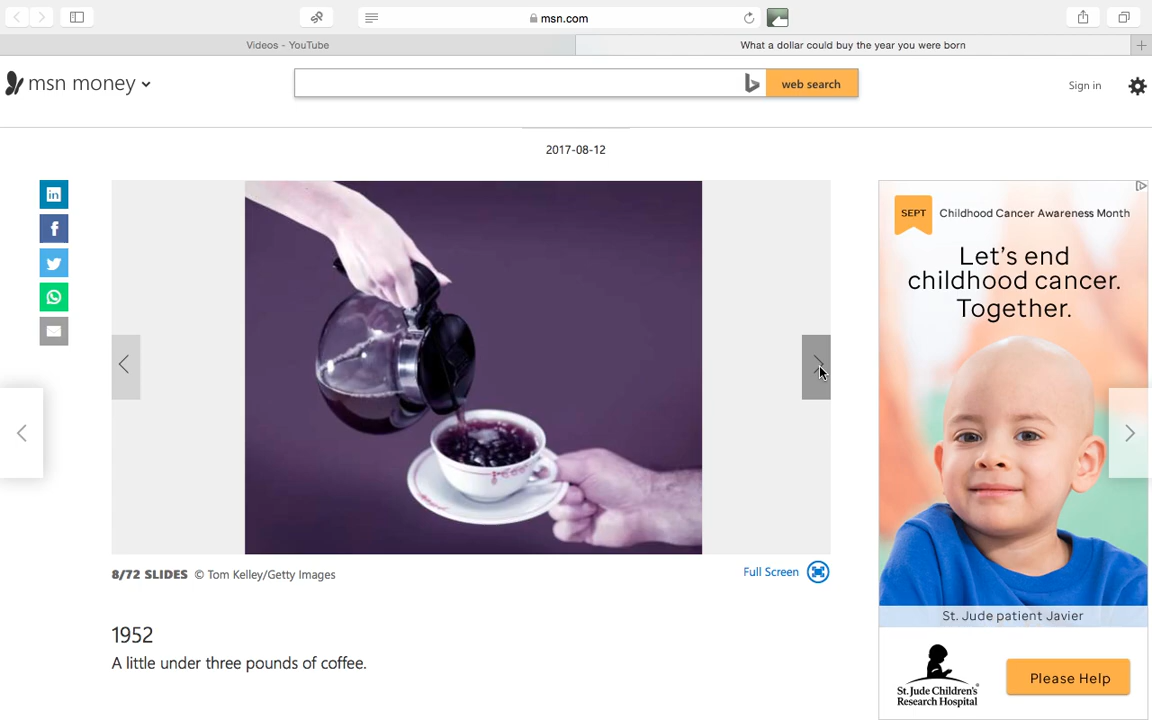 msn.com
Videos - YouTube
What a dollar could buy the year you were born
msn money
web search
Sign in
2017-08-12
SEPT
Childhood Cancer Awareness Month
Let's end
childhood cancer.
Together.
8/72 SLIDES © Tom Kelley/Getty Images
Full Screen
1952
A little under three pounds of coffee.
St. Jude patient Javier
St. Jude Children's
Research Hospital
Please Help